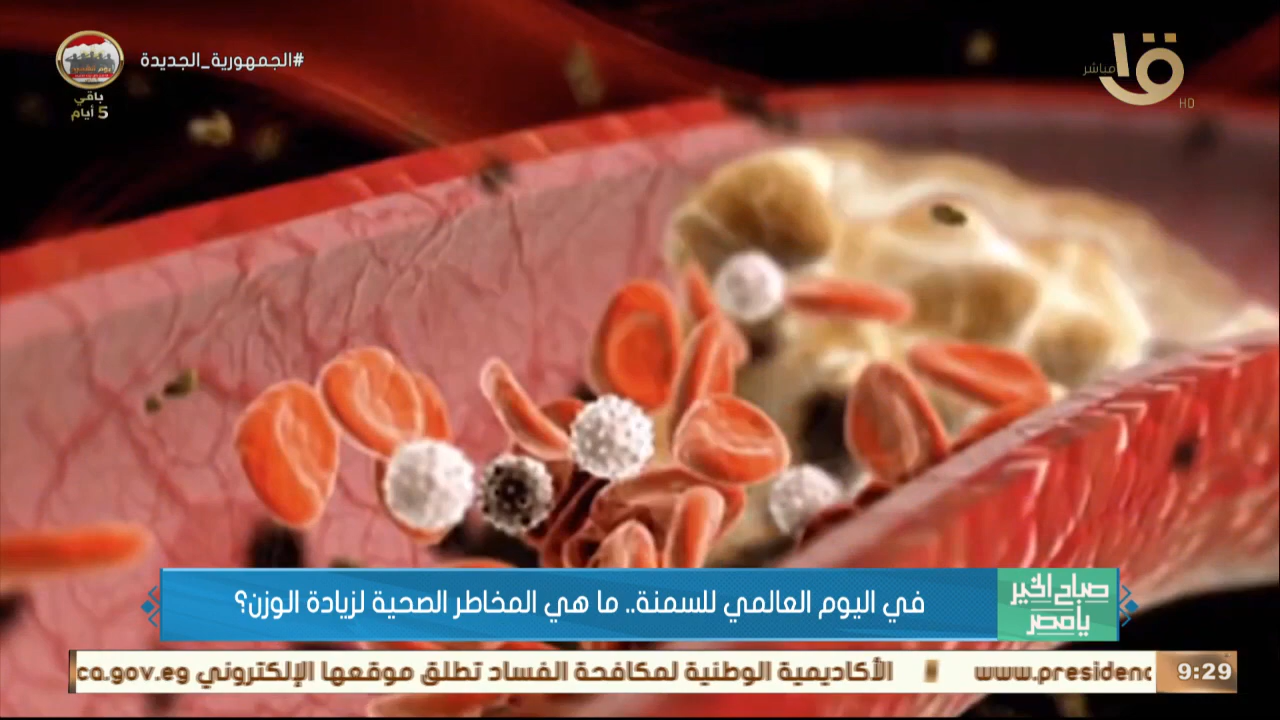 #الجمهورية_الجديدة
باقي
5 أيام
مباشر
HD
في اليوم العالمي للسمنة.. ما هي المخاطر الصحية لزيادة الوزن؟
صباح الخير
يا مصر
www.presidenc
الأكاديمية الوطنية لمكافحة الفساد تطلق موقعها الإلكتروني ca.gov.eg
9:29